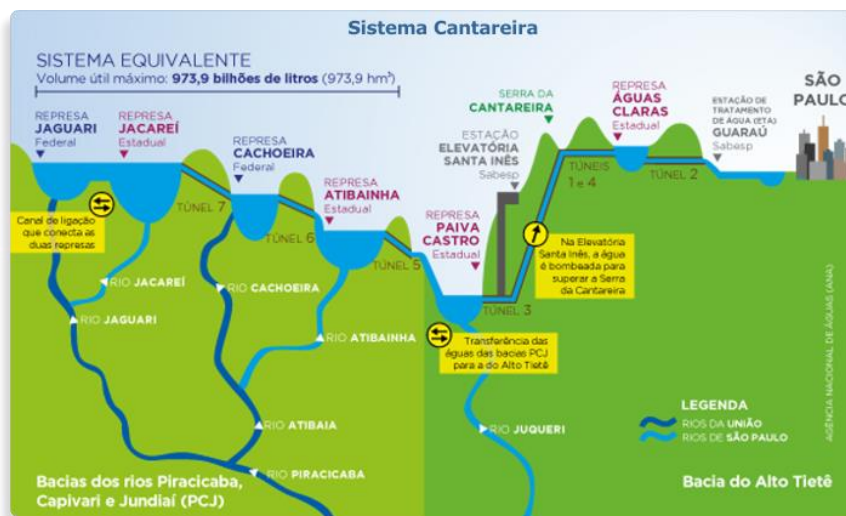 Sistema Cantareira
SISTEMA EQUIVALENTE
Volume útil máximo: 973,9 bilhões de litros (973,9 hm³)
REPRESA
JAGUARI
Federal
REPRESA
JACAREÍ
Estadual
REPRESA
CACHOEIRA
Federal
REPRESA
ATIBAINHA
Estadual
REPRESA
PAIVA
CASTRO
Estadual
ESTAÇÃO
ELEVATÓRIA
SANTA INÊS
Sabesp
SERRA DA
CANTAREIRA
REPRESA
ÁGUAS
CLARAS
Estadual
ESTAÇÃO DE
TRATAMENTO
DE ÁGUA (ETA)
GUARAÚ
Sabesp
SÃO
PAULO
TÚNEL 7
TÚNEL 6
TÚNEL 5
TÚNEL 3
TÚNEIS
1 e 4
TÚNEL 2
Canal de ligação
que conecta as
duas represas
Na Elevatória
Santa Inês, a água
é bombeada para
superar a Serra
da Cantareira
Transferência das
águas das bacias PCJ
para a do Alto Tietê
RIO JACAREÍ
RIO JAGUARI
RIO CACHOEIRA
RIO ATIBAINHA
RIO ATIBAIA
RIO PIRACICABA
RIO JUQUERI
LEGENDA
RIOS DA UNIÃO
RIOS DE SÃO PAULO
Bacias dos rios Piracicaba,
Capivari e Jundiaí (PCJ)
Bacia do Alto Tietê
AGÊNCIA NACIONAL DE ÁGUAS (ANA)